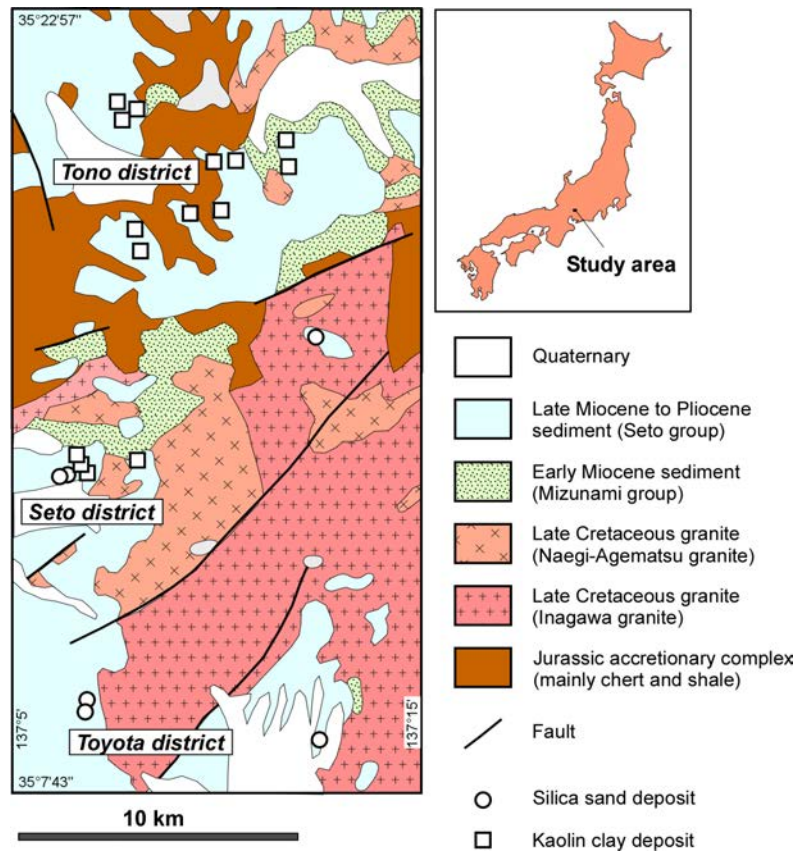 35°22'57"
Tono district
Seto district
Toyota district
137°5'
137°15'
35°7'43"
10 km
Study area
Quaternary
Late Miocene to Pliocene
sediment (Seto group)
Early Miocene sediment
(Mizunami group)
Late Cretaceous granite
(Naegi-Agematsu granite)
Late Cretaceous granite
(Inagawa granite)
Jurassic accretionary complex
(mainly chert and shale)
Fault
Silica sand deposit
Kaolin clay deposit